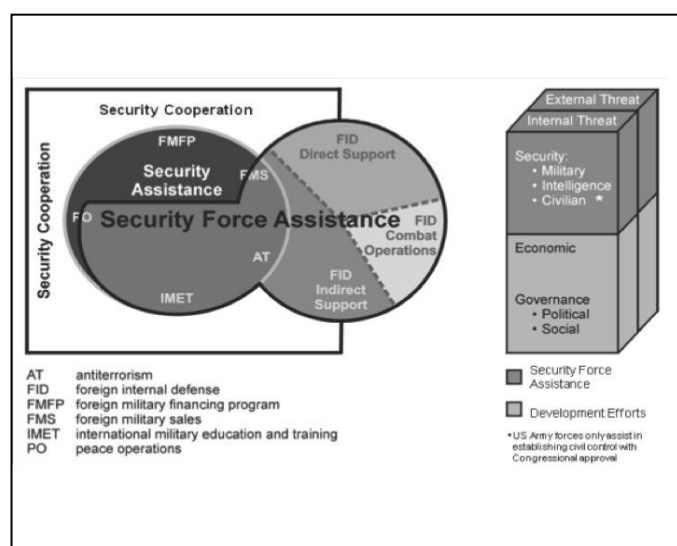 Security Cooperation
Security Cooperation
FMFP
Security
Assistance
FMS
PO
Security Force Assistance
AT
IMET
FID
Direct Support
FID
Combat
Operations
FID
Indirect
Support
AT antiterrorism
FID foreign internal defense
FMFP foreign military financing program
FMS foreign military sales
IMET international military education and training
PO peace operations
External Threat
Internal Threat
Security:
• Military
• Intelligence
• Civilian *
Economic
Governance
• Political
• Social
Security Force
Assistance
Development Efforts
* US Army forces only assist in
establishing civil control with
Congressional approval